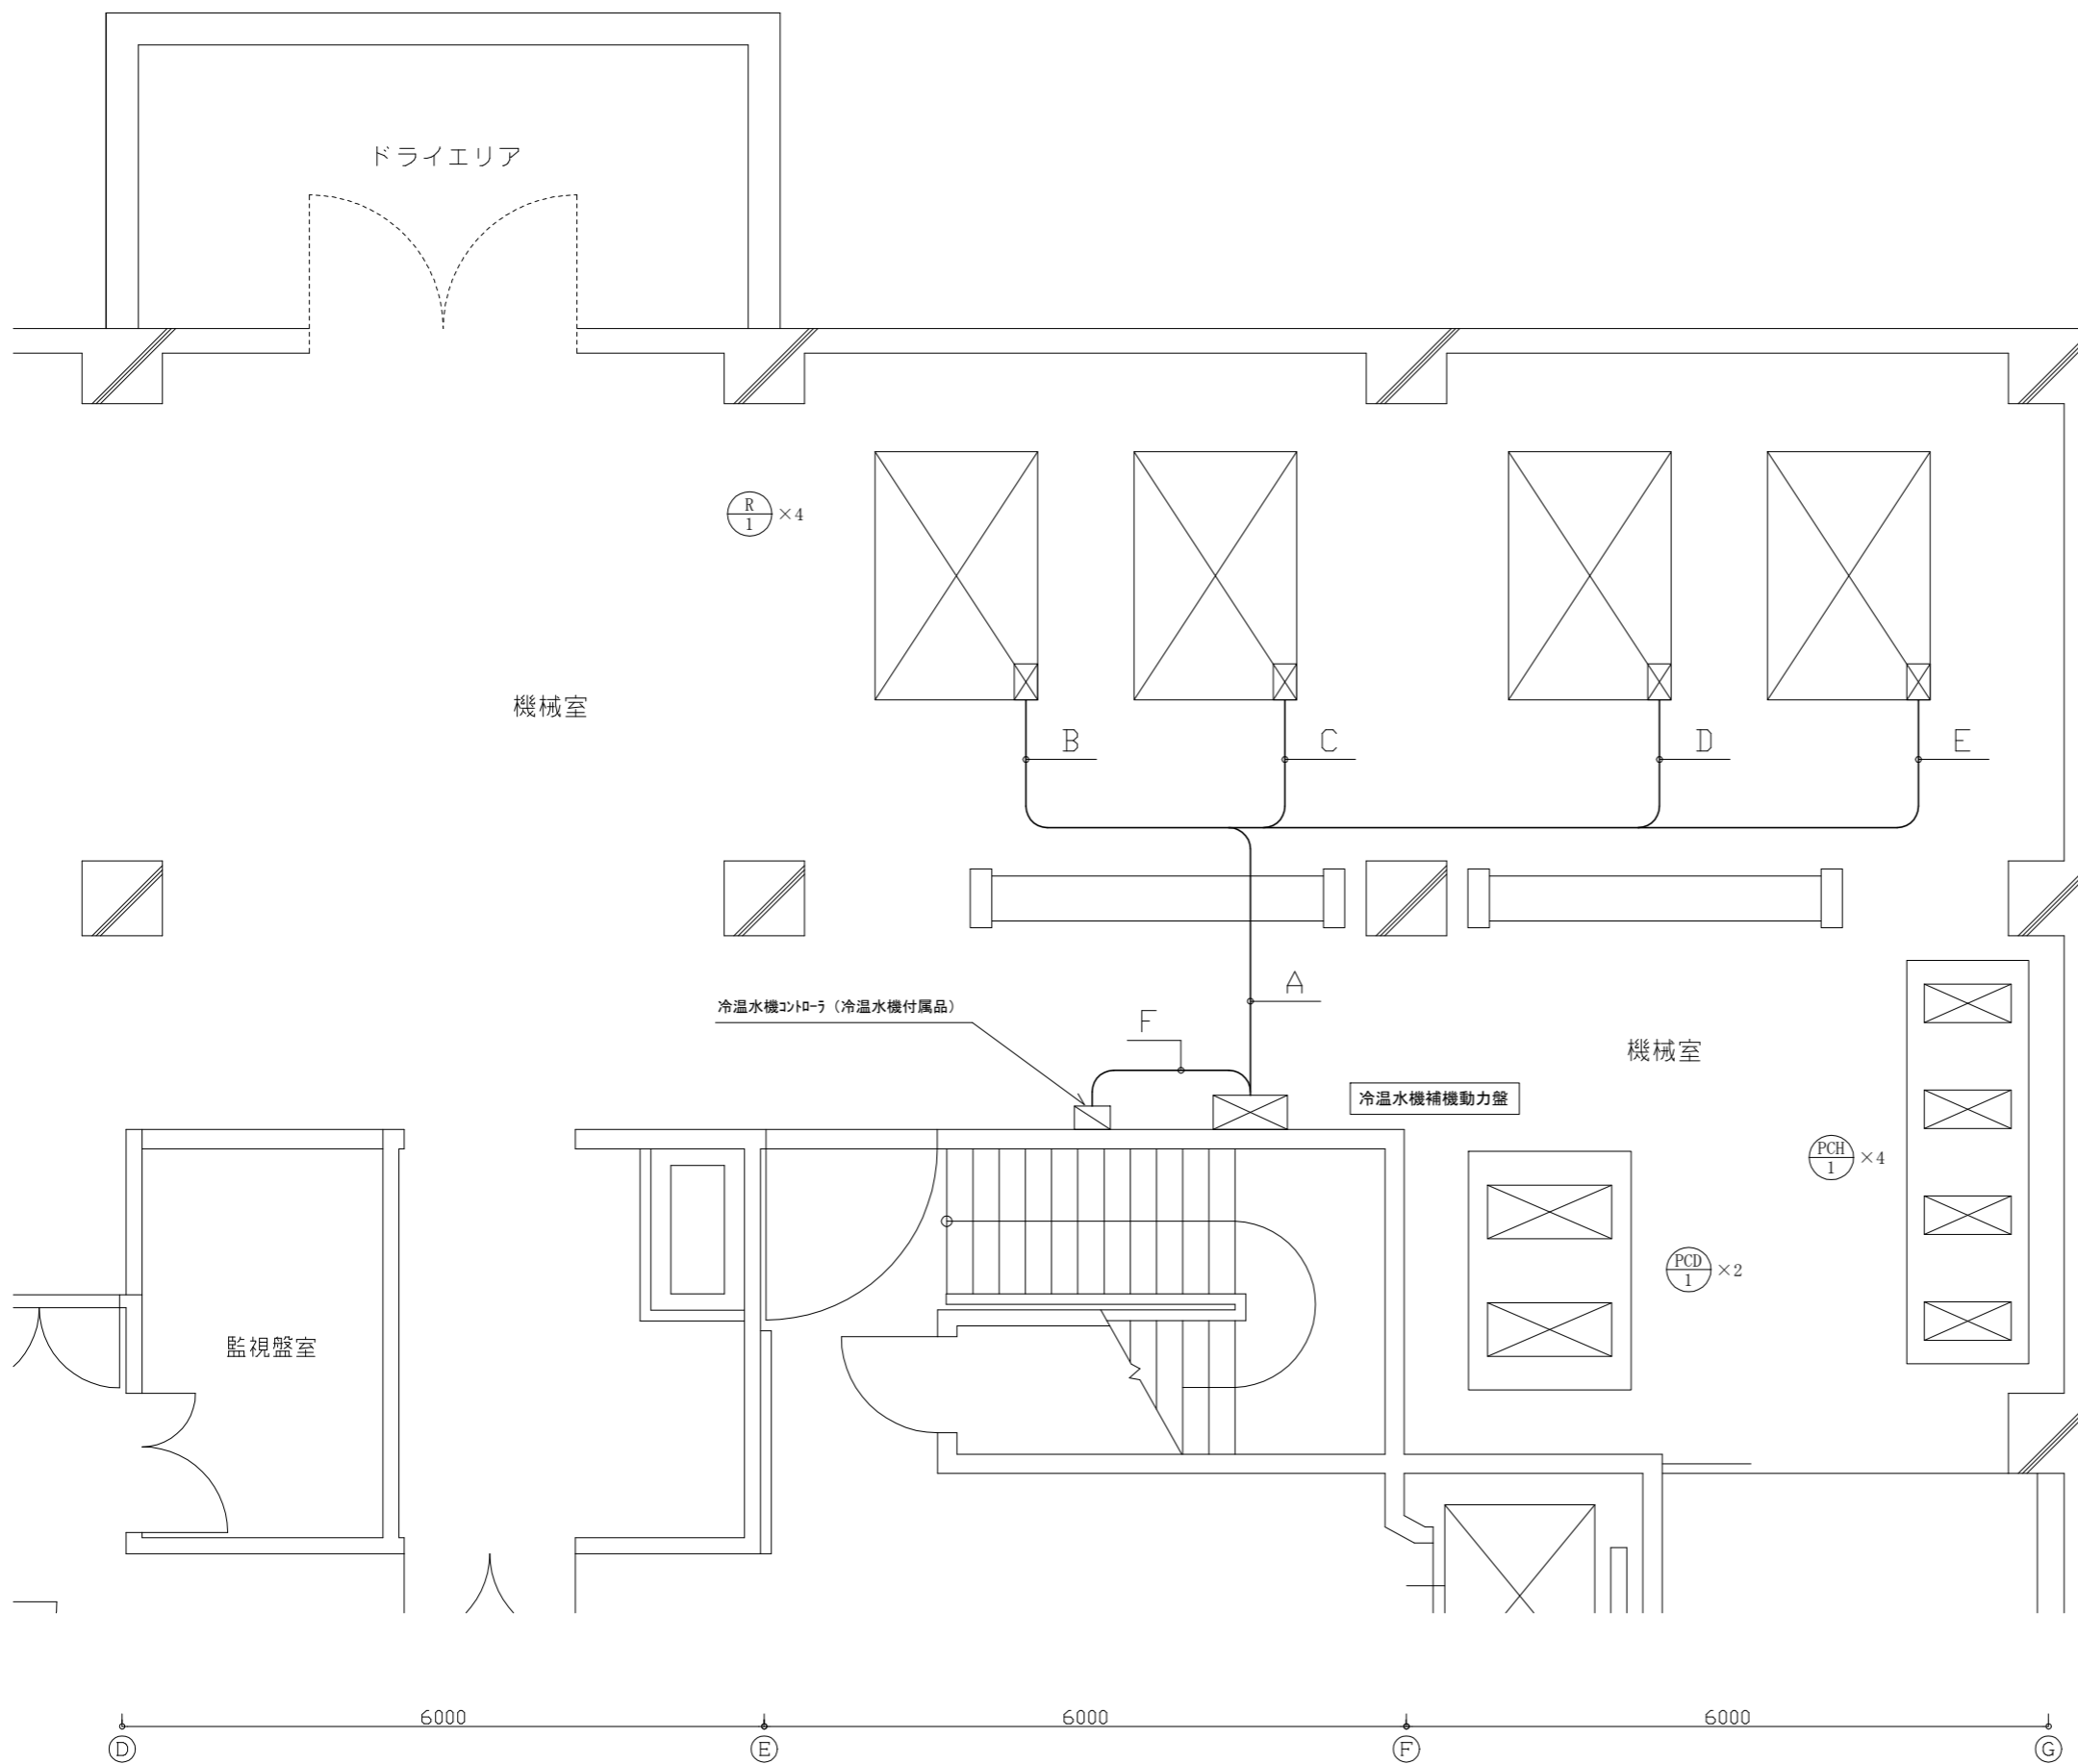 ドライエリア
R
1
×4
機械室
B
C
D
E
A
冷温水機ｺﾝﾄﾛｰﾗ（冷温水機付属品）
F
機械室
冷温水機補機動力盤
PCH
1
×4
PCD
1
×2
監視盤室
6000
6000
6000
D
E
F
G